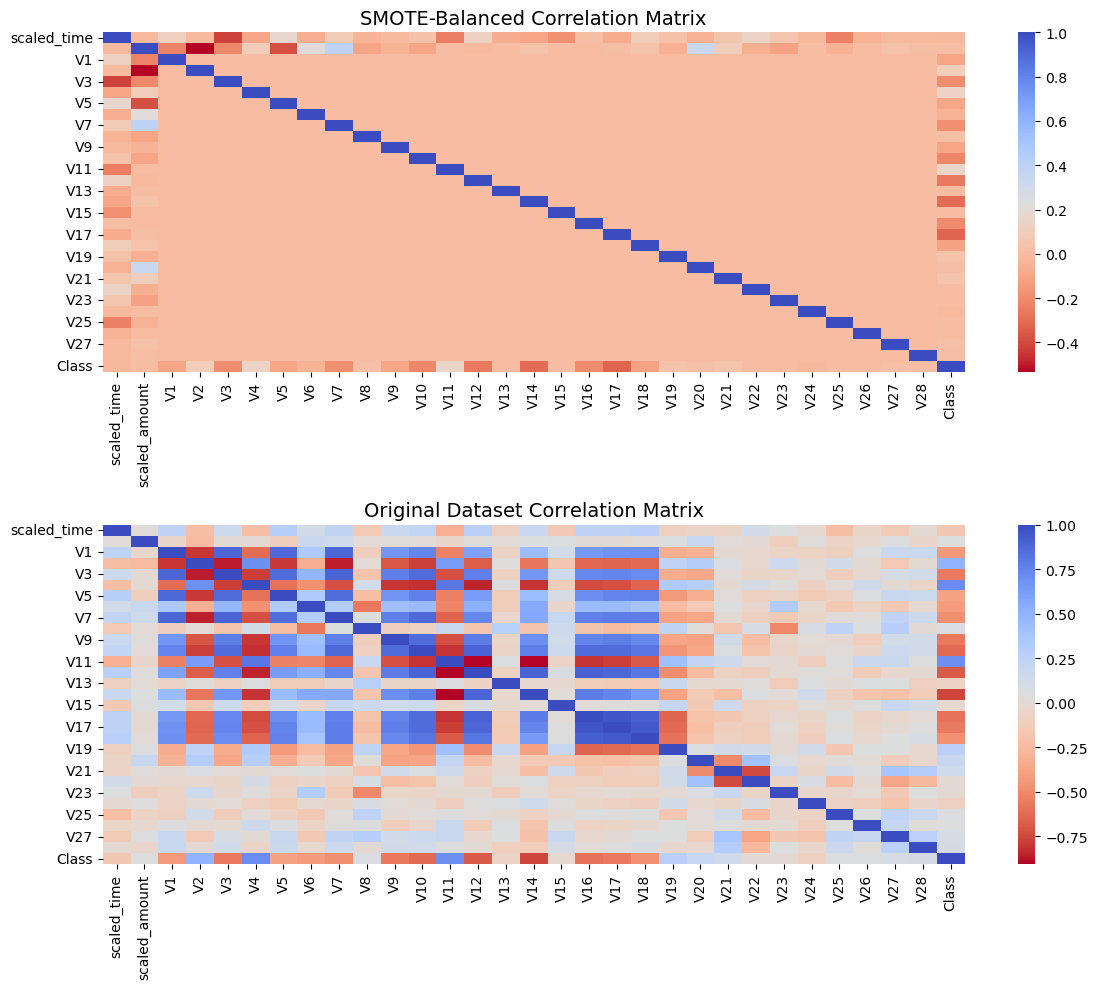 SMOTE-Balanced Correlation Matrix
scaled_time
V1
V3
V5
V7
V9
V11
V13
V15
V17
V19
V21
V23
V25
V27
Class
scaled_time scaled_amount V1 V2 V3 V4 V5 V6 V7 V8 V9 V10 V11 V12 V13 V14 V15 V16 V17 V18 V19 V20 V21 V22 V23 V24 V25 V26 V27 V28 Class
1.0
0.8
0.6
0.4
0.2
0.0
−0.2
−0.4
Original Dataset Correlation Matrix
scaled_time
V1
V3
V5
V7
V9
V11
V13
V15
V17
V19
V21
V23
V25
V27
Class
scaled_time scaled_amount V1 V2 V3 V4 V5 V6 V7 V8 V9 V10 V11 V12 V13 V14 V15 V16 V17 V18 V19 V20 V21 V22 V23 V24 V25 V26 V27 V28 Class
1.00
0.75
0.50
0.25
0.00
−0.25
−0.50
−0.75